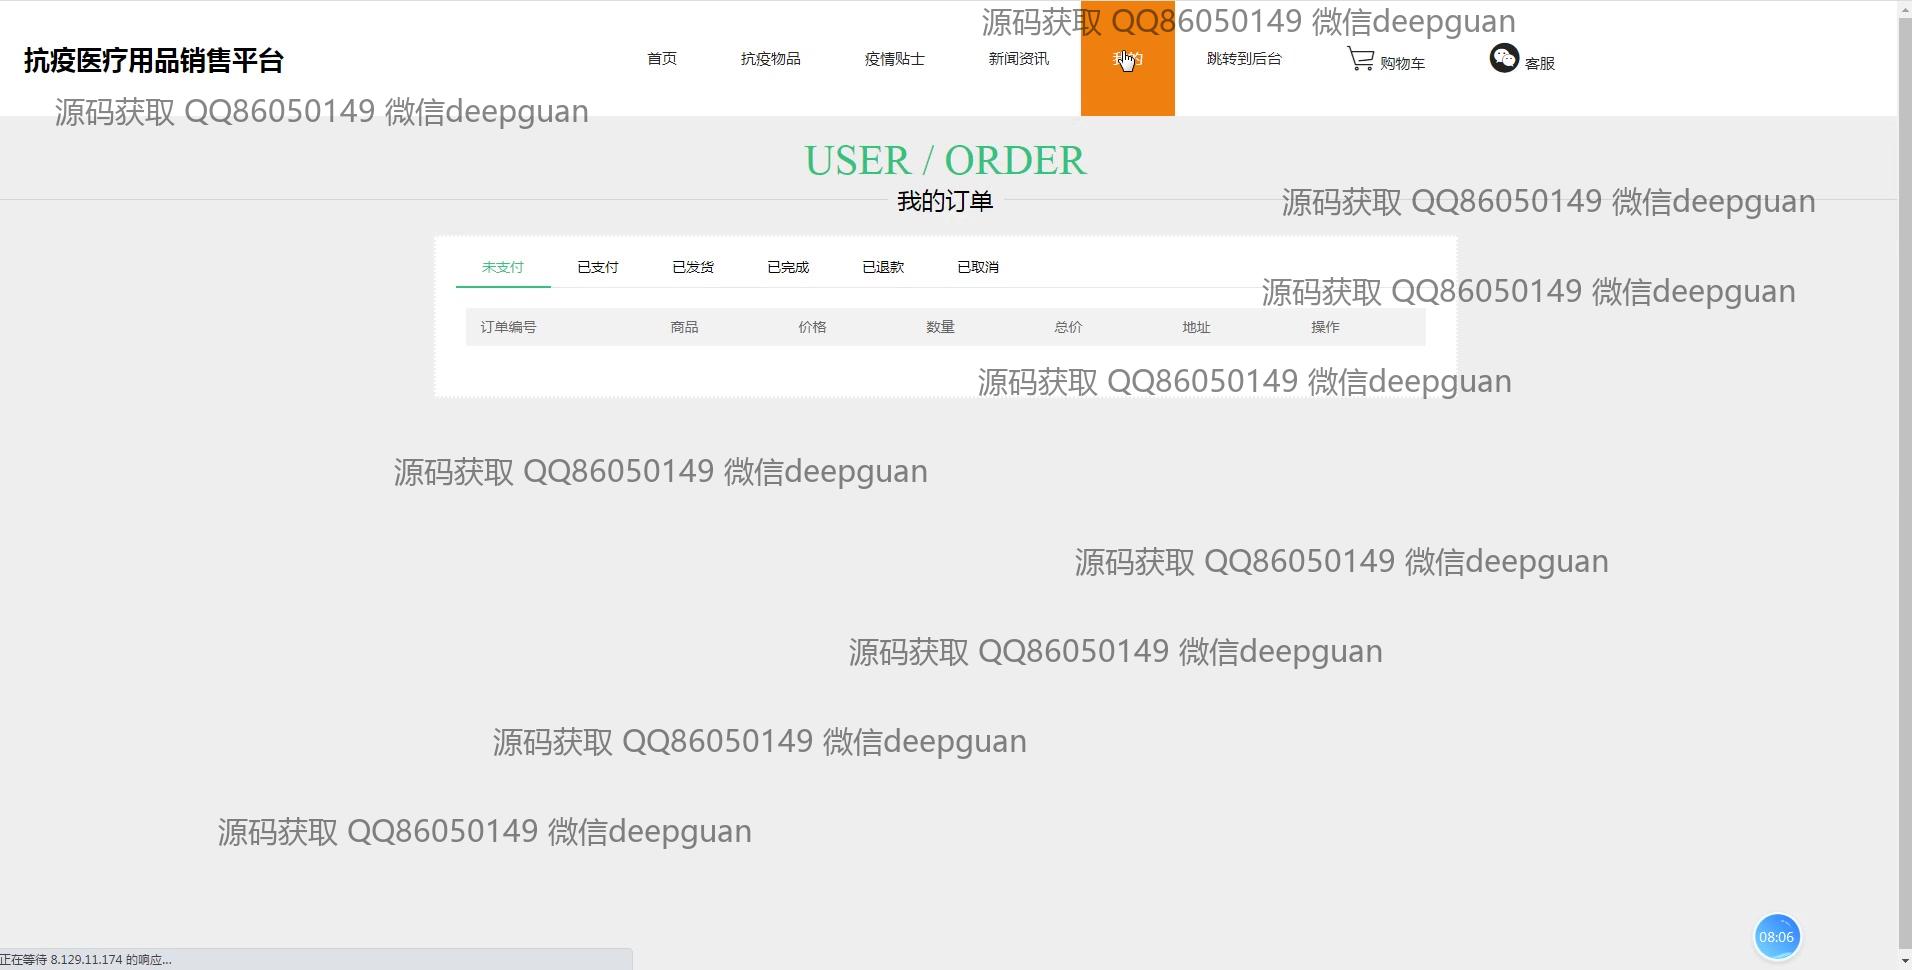 源码获取 QQ86050149 微信deepguan
抗疫医疗用品销售平台
首页 抗疫物品 疫情贴士 新闻资讯 我的 跳转到后台 购物车 客服
源码获取 QQ86050149 微信deepguan
USER / ORDER
我的订单
源码获取 QQ86050149 微信deepguan
未支付 已支付 已发货 已完成 已退款 已取消
源码获取 QQ86050149 微信deepguan
订单编号 商品 价格 数量 总价 地址 操作
源码获取 QQ86050149 微信deepguan
源码获取 QQ86050149 微信deepguan
源码获取 QQ86050149 微信deepguan
源码获取 QQ86050149 微信deepguan
源码获取 QQ86050149 微信deepguan
源码获取 QQ86050149 微信deepguan
08:06
正在等待 8.129.11.174 的响应...